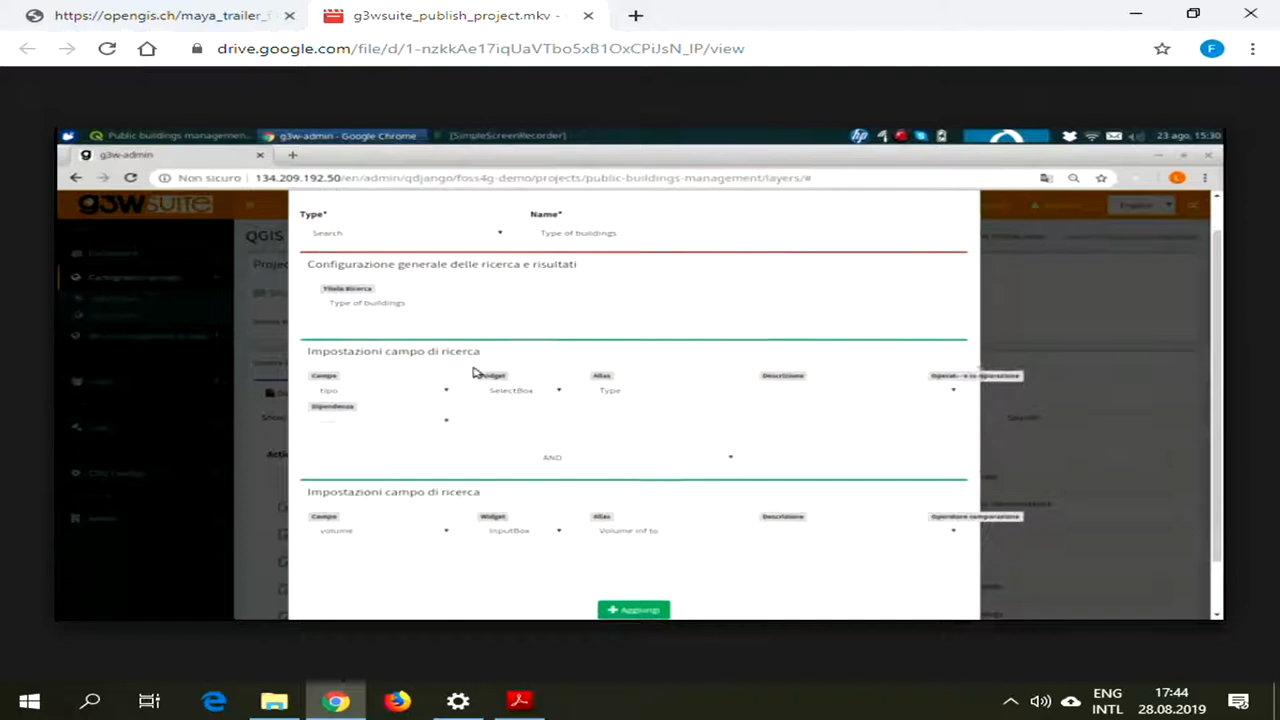 https://opengis.ch/maya_trailer_
g3wsuite_publish_project.mkv -
drive.google.com/file/d/1-nzkkAe17iqUaVTbo5xB1OxCPiJsN_IP/view
Public buildings managemen... g3w-admin - Google Chrome [SimpleScreenRecorder] 23 ago, 15:30
g3w-admin
Non sicuro 134.209.192.50/en/admin/qdjango/foss4g-demo/projects/public-buildings-management/layers/#
g3wsuite
QGIS
Type* Name*
Search Type of buildings
Configurazione generale delle ricerca e risultati
Titolo Ricerca
Type of buildings
Impostazioni campo di ricerca
Campo Widget Alias Descrizione
tipo SelectBox Type
Dipendenza
AND
Impostazioni campo di ricerca
Campo Widget Alias Descrizione Operatore comparazione
volume InputBox Volume inf to
Aggiungi
ENG 17:44
INTL 28.08.2019